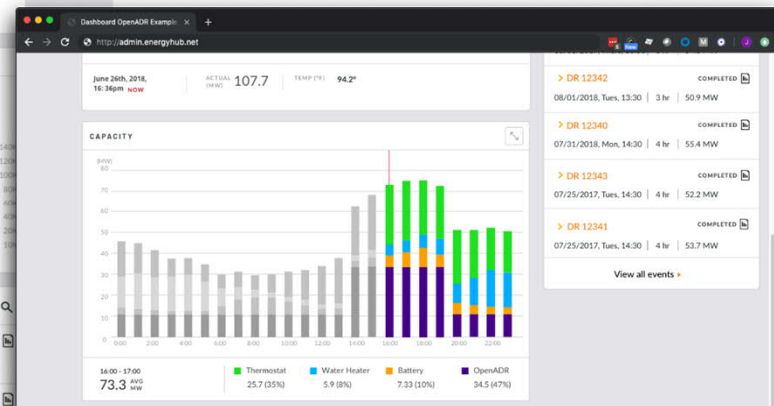 Dashboard OpenADR Example
http://admin.energyhub.net
New
J
June 26th, 2018,
16: 36pm NOW
ACTUAL (MW) 107.7
TEMP (°F) 94.2°
CAPACITY
(MW)
80
70
60
50
40
30
20
10
0
0:00 2:00 4:00 6:00 8:00 10:00 12:00 14:00 16:00 18:00 20:00 22:00
16:00 - 17:00
73.3 AVG MW
Thermostat
25.7 (35%)
Water Heater
5.9 (8%)
Battery
7.33 (10%)
OpenADR
34.5 (47%)
> DR 12342 COMPLETED
08/01/2018, Tues, 13:30 | 3 hr | 50.9 MW
> DR 12340 COMPLETED
07/31/2018, Mon, 14:30 | 4 hr | 55.4 MW
> DR 12343 COMPLETED
07/25/2017, Tues, 14:30 | 4 hr | 52.2 MW
> DR 12341 COMPLETED
07/25/2017, Tues, 14:30 | 4 hr | 53.7 MW
View all events